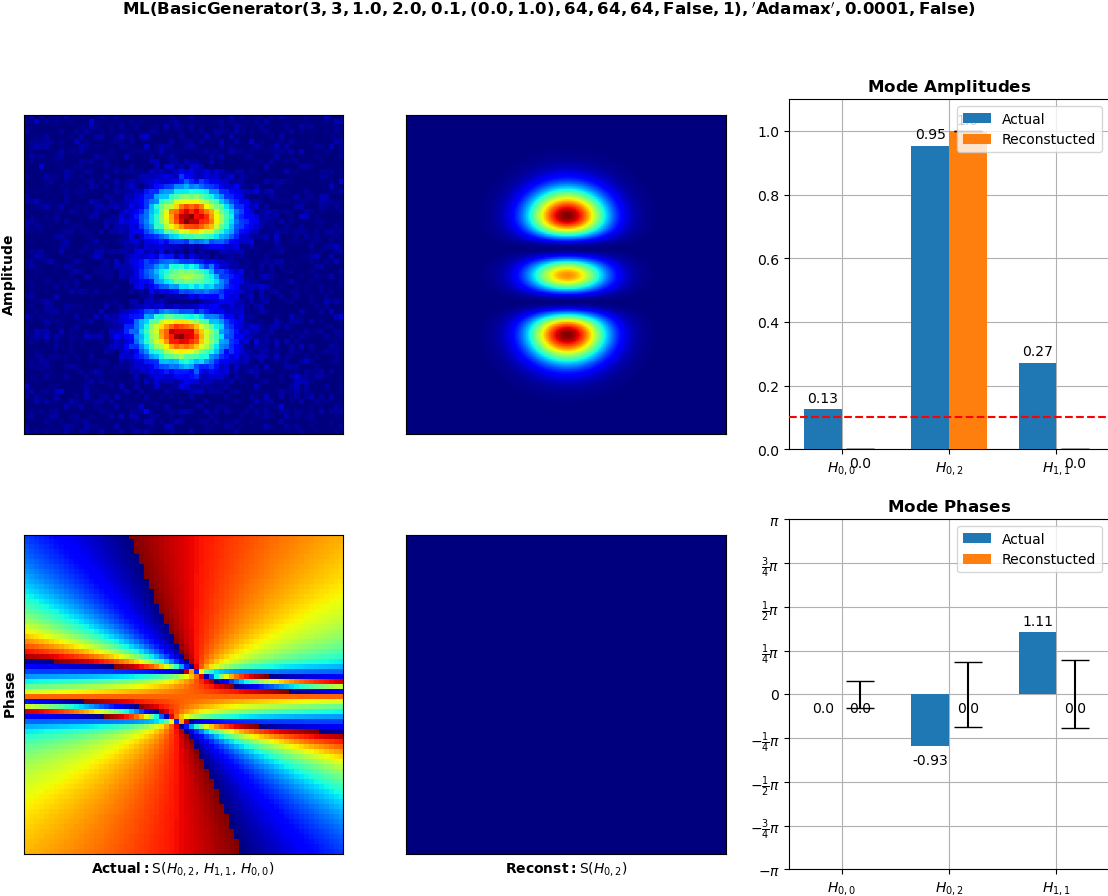 ML(BasicGenerator(3, 3, 1.0, 2.0, 0.1, (0.0, 1.0), 64, 64, 64, False, 1), 'Adamax', 0.0001, False)
Amplitude
Mode Amplitudes
Actual
Reconstucted
1.0
0.8
0.6
0.4
0.2
0.0
0.13
0.95
0.27
0.0
0.0
H0,0
H0,2
H1,1
Phase
Actual: S(H0,2, H1,1, H0,0)
Reconst: S(H0,2)
Mode Phases
Actual
Reconstucted
π
3/4π
1/2π
1/4π
0
−1/4π
−1/2π
−3/4π
−π
0.0
0.0
-0.93
0.0
1.11
0.0
H0,0
H0,2
H1,1